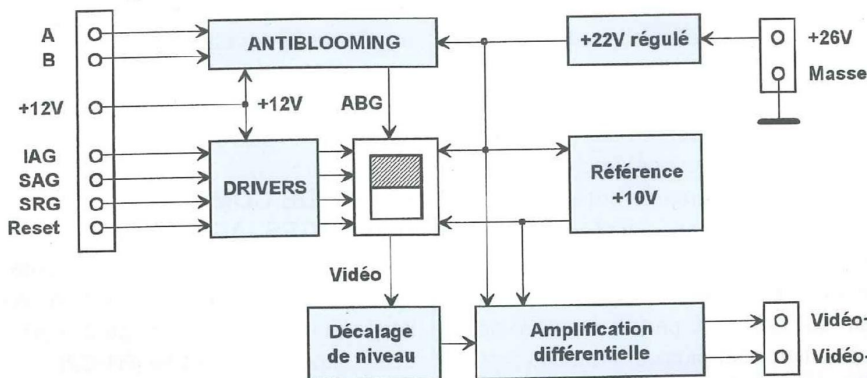 A
B
+12V
IAG
SAG
SRG
Reset
ANTIBLOOMING
+12V
ABG
DRIVERS
+22V régulé
+26V
Masse
Référence
+10V
Vidéo
Décalage
de niveau
Amplification
différentielle
Vidéo+
Vidéo-